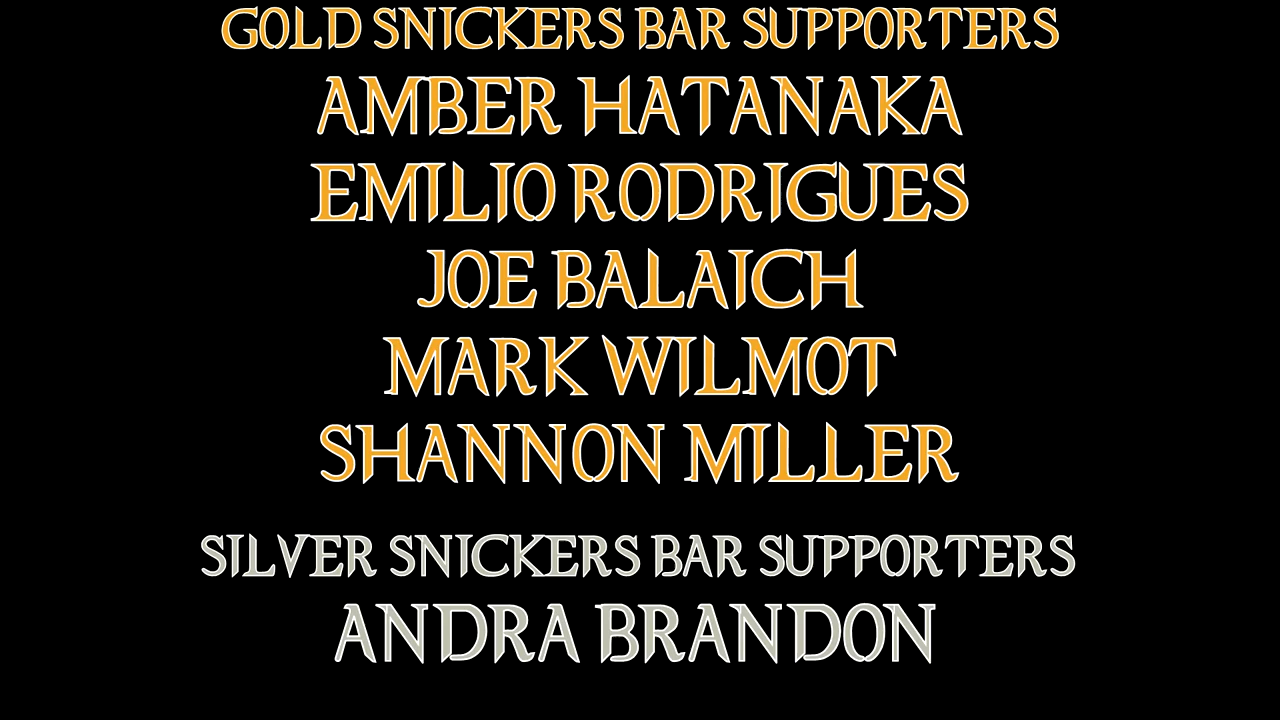 GOLD SNICKERS BAR SUPPORTERS
AMBER HATANAKA
EMILIO RODRIGUES
JOE BALAICH
MARK WILMOT
SHANNON MILLER
SILVER SNICKERS BAR SUPPORTERS
ANDRA BRANDON